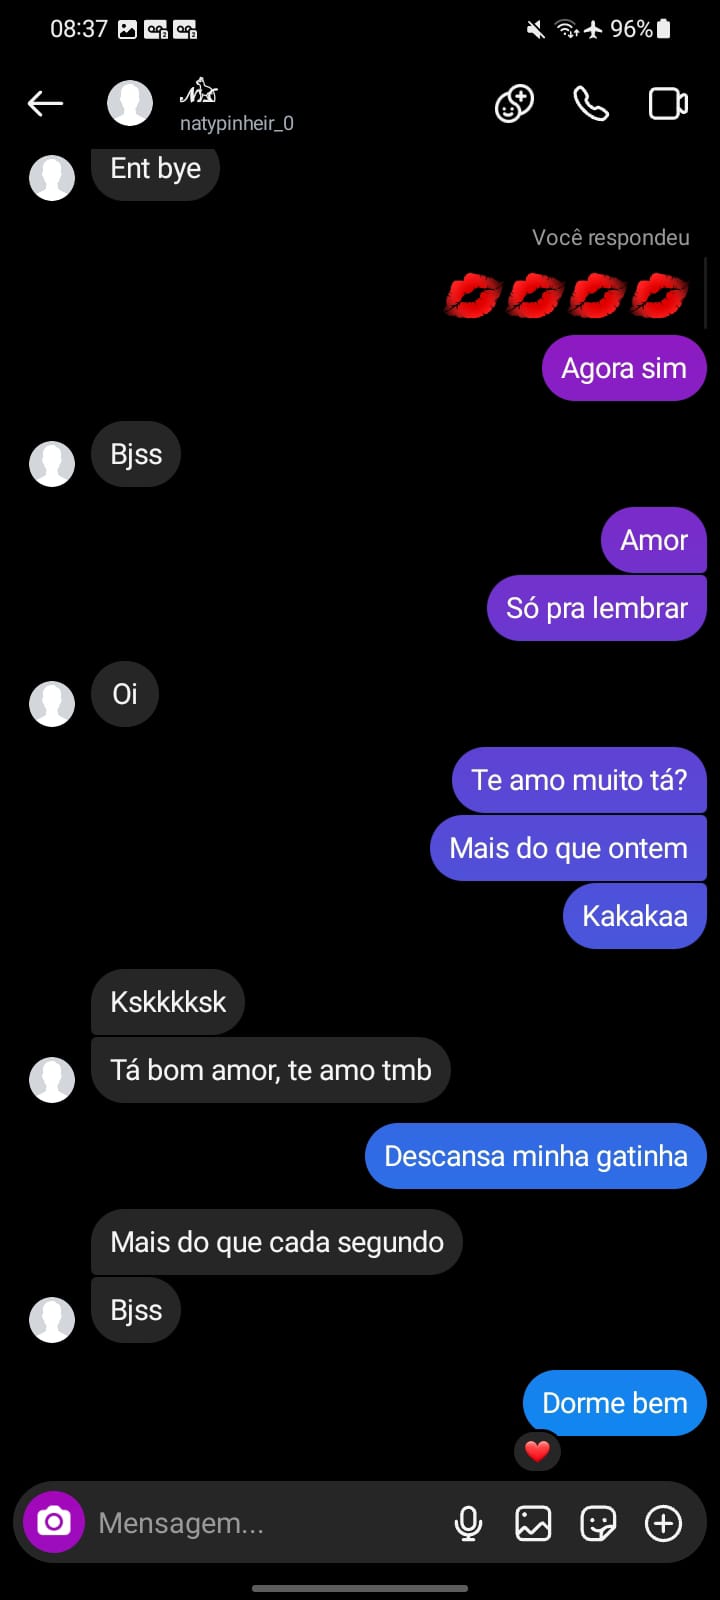 08:37
96%
natypinheir_0
Ent bye
Você respondeu
💋💋💋💋
Agora sim
Bjss
Amor
Só pra lembrar
Oi
Te amo muito tá?
Mais do que ontem
Kakakaa
Kskkkksk
Tá bom amor, te amo tmb
Descansa minha gatinha
Mais do que cada segundo
Bjss
Dorme bem
❤️
Mensagem...